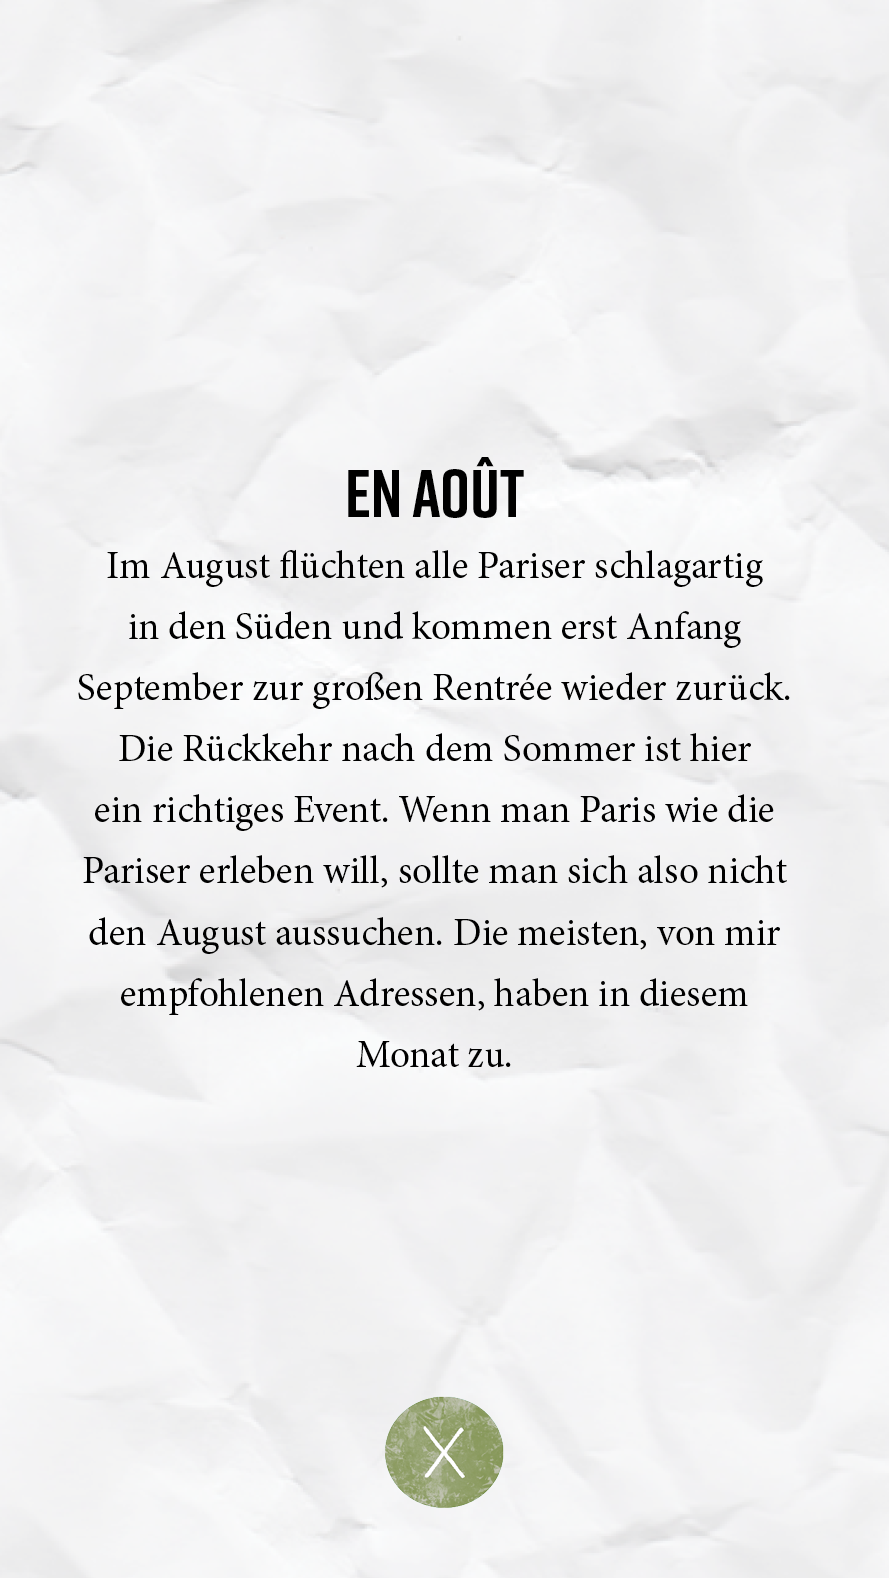 EN AOÛT
Im August flüchten alle Pariser schlagartig
in den Süden und kommen erst Anfang
September zur großen Rentrée wieder zurück.
Die Rückkehr nach dem Sommer ist hier
ein richtiges Event. Wenn man Paris wie die
Pariser erleben will, sollte man sich also nicht
den August aussuchen. Die meisten, von mir
empfohlenen Adressen, haben in diesem
Monat zu.
X